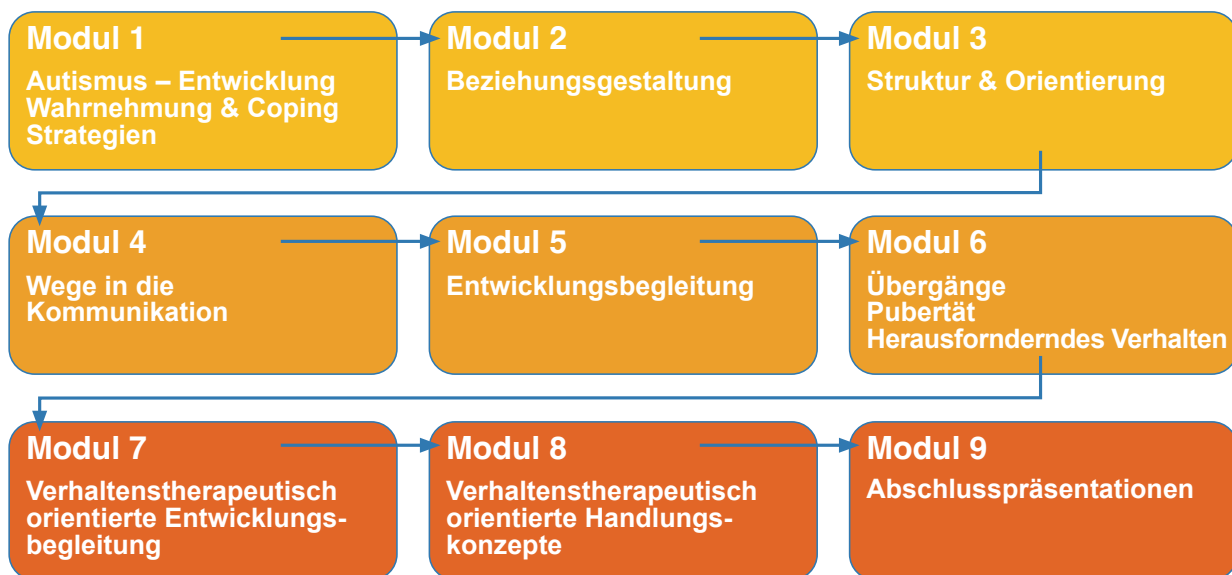 Modul 1
Autismus – Entwicklung
Wahrnehmung & Coping
Strategien
Modul 2
Beziehungsgestaltung
Modul 3
Struktur & Orientierung
Modul 4
Wege in die
Kommunikation
Modul 5
Entwicklungsbegleitung
Modul 6
Übergänge
Pubertät
Herausfornderndes Verhalten
Modul 7
Verhaltenstherapeutisch
orientierte Entwicklungs-
begleitung
Modul 8
Verhaltenstherapeutisch
orientierte Handlungs-
konzepte
Modul 9
Abschlusspräsentationen